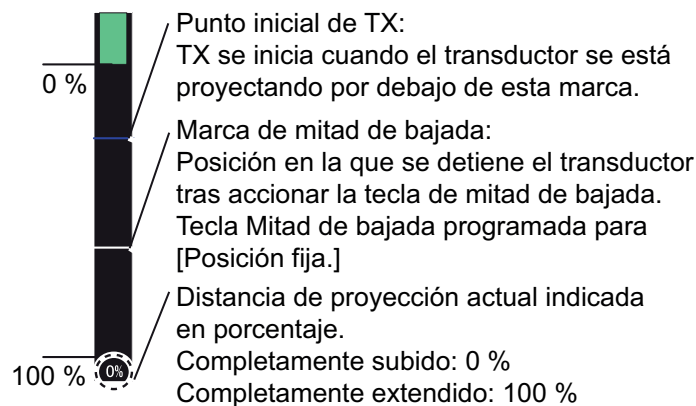 Punto inicial de TX:
TX se inicia cuando el transductor se está
proyectando por debajo de esta marca.
0 %
Marca de mitad de bajada:
Posición en la que se detiene el transductor
tras accionar la tecla de mitad de bajada.
Tecla Mitad de bajada programada para
[Posición fija.]
Distancia de proyección actual indicada
en porcentaje.
Completamente subido: 0 %
Completamente extendido: 100 %
100 %
0%